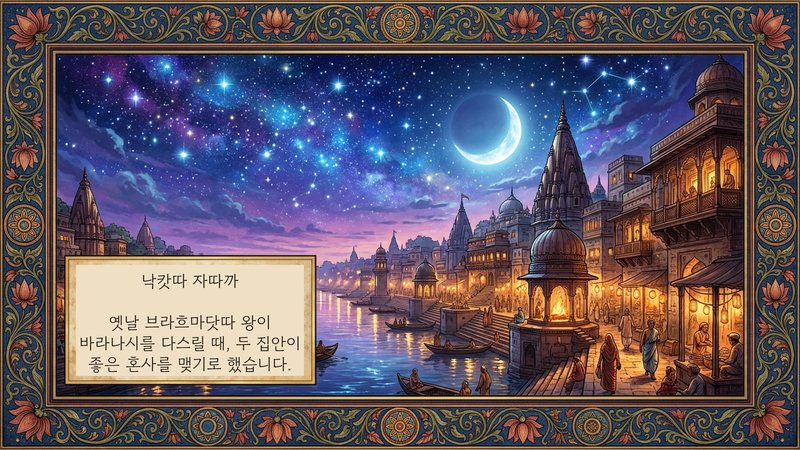 낙캇따 자따까
옛날 브라흐마닷따 왕이
바라나시를 다스릴 때, 두 집안이
좋은 혼사를 맺기로 했습니다.